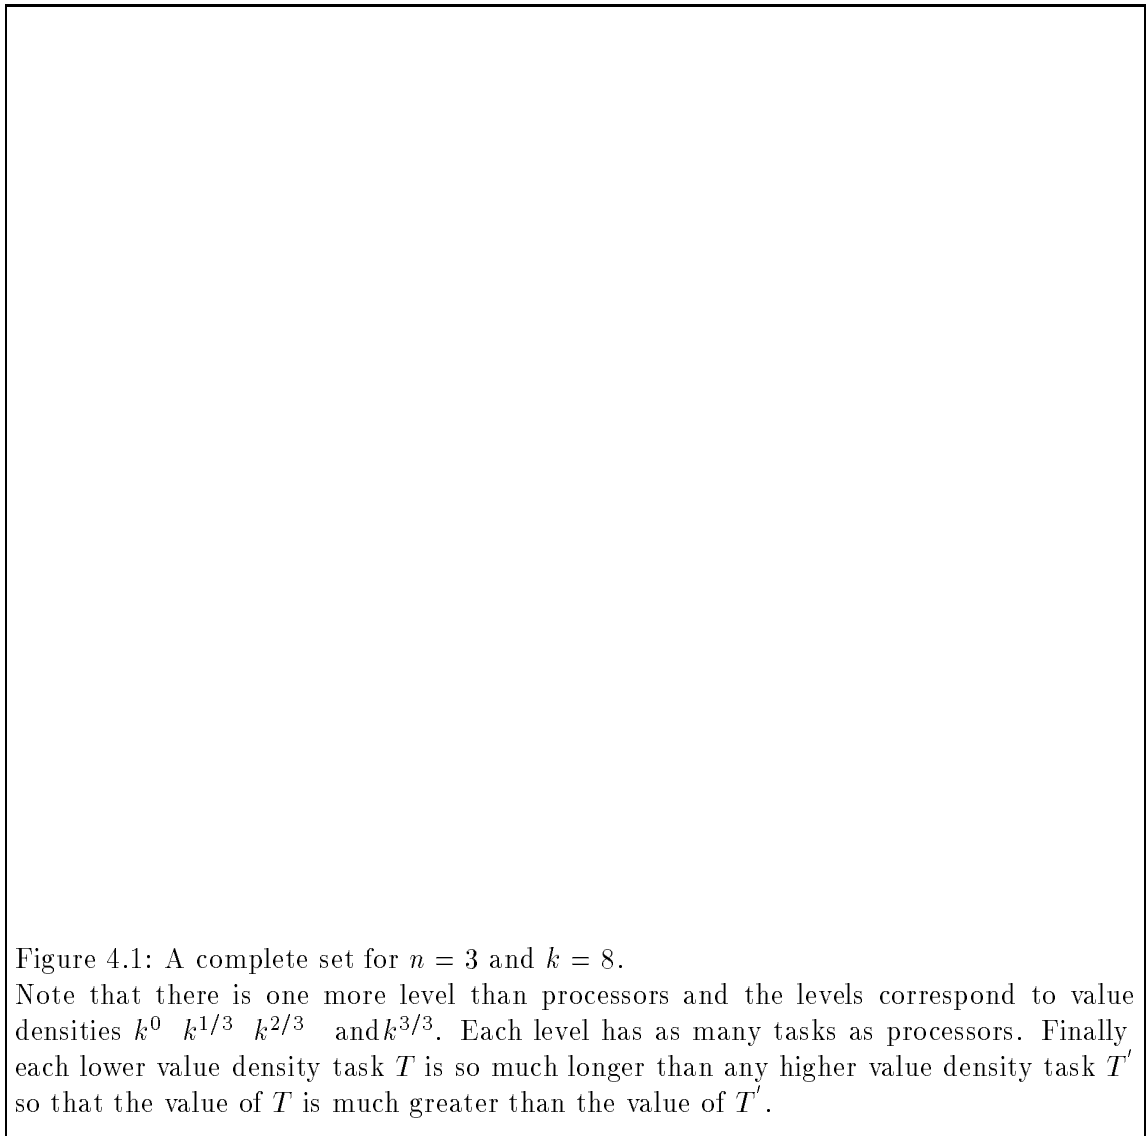 Figure 4.1: A complete set for n = 3 and k = 8.
Note that there is one more level than processors and the levels correspond to value
densities k^0 k^{1/3} k^{2/3} andk^{3/3}. Each level has as many tasks as processors. Finally
each lower value density task T is so much longer than any higher value density task T′
so that the value of T is much greater than the value of T′.